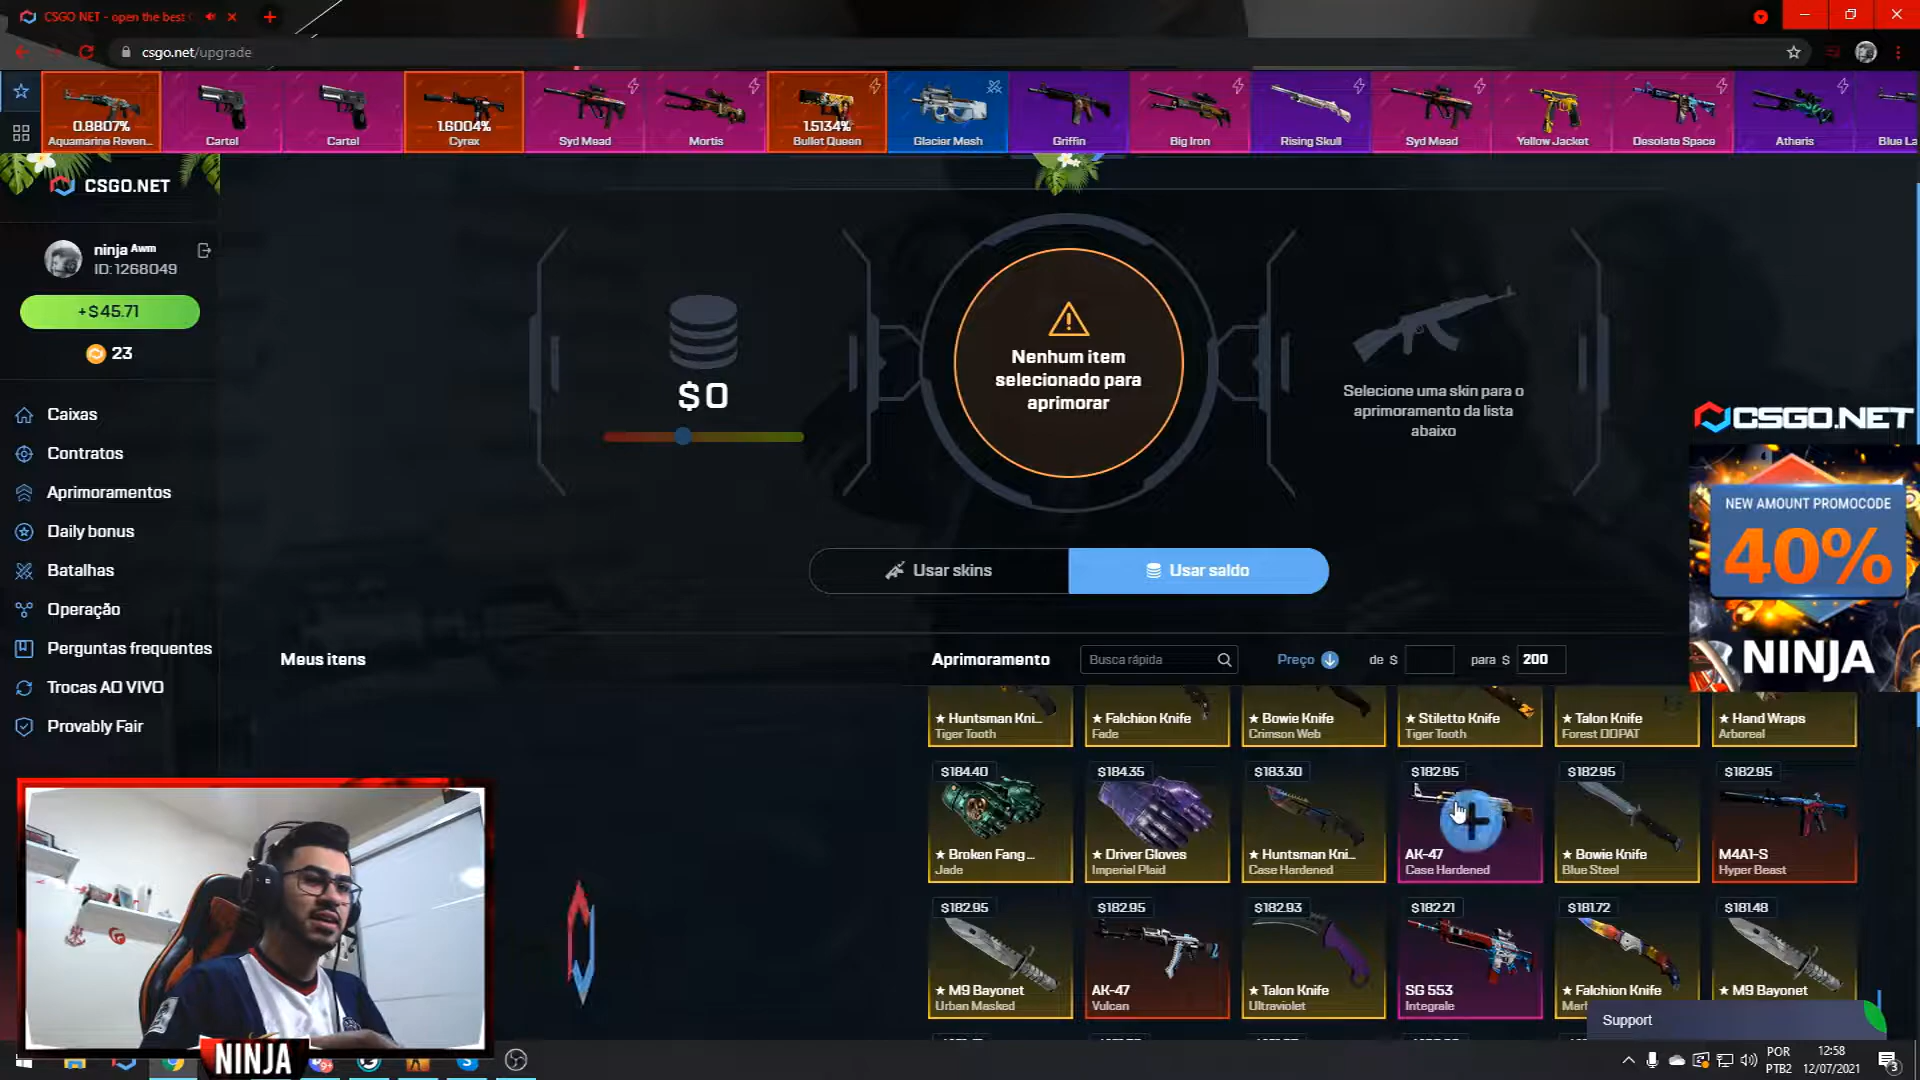 CSGO NET - open the best
csgo.net/upgrade
0.8807%
Aquamarine Reven...
Cartel
Cartel
1.6004%
Cyrex
Syd Mead
Mortis
1.5134%
Bullet Queen
Glacier Mesh
Griffin
Big Iron
Rising Skull
Syd Mead
Yellow Jacket
Desolate Space
Atheris
Blue La
CSGO.NET
ninja Awm
ID: 1268049
+$45.71
23
Caixas
Contratos
Aprimoramentos
Daily bonus
Batalhas
Operação
Perguntas frequentes
Trocas AO VIVO
Provably Fair
$0
Nenhum item
selecionado para
aprimorar
Selecione uma skin para o
aprimoramento da lista
abaixo
Usar skins
Usar saldo
CSGO.NET
NEW AMOUNT PROMOCODE
40%
NINJA
Meus itens
Aprimoramento
Busca rápida
Preço
de $
para $ 200
★ Huntsman Kni...
Tiger Tooth
★ Falchion Knife
Fade
★ Bowie Knife
Crimson Web
★ Stiletto Knife
Tiger Tooth
★ Talon Knife
Forest DDPAT
★ Hand Wraps
Arboreal
$184.40
★ Broken Fang ...
Jade
$184.35
★ Driver Gloves
Imperial Plaid
$183.30
★ Huntsman Kni...
Case Hardened
$182.95
AK-47
Case Hardened
$182.95
★ Bowie Knife
Blue Steel
$182.95
M4A1-S
Hyper Beast
$182.95
★ M9 Bayonet
Urban Masked
$182.95
AK-47
Vulcan
$182.93
★ Talon Knife
Ultraviolet
$182.21
SG 553
Integrale
$181.72
★ Falchion Knife
Mar
$181.48
★ M9 Bayonet
Support
NINJA
9+
POR
PTB2
12:58
12/07/2021
3